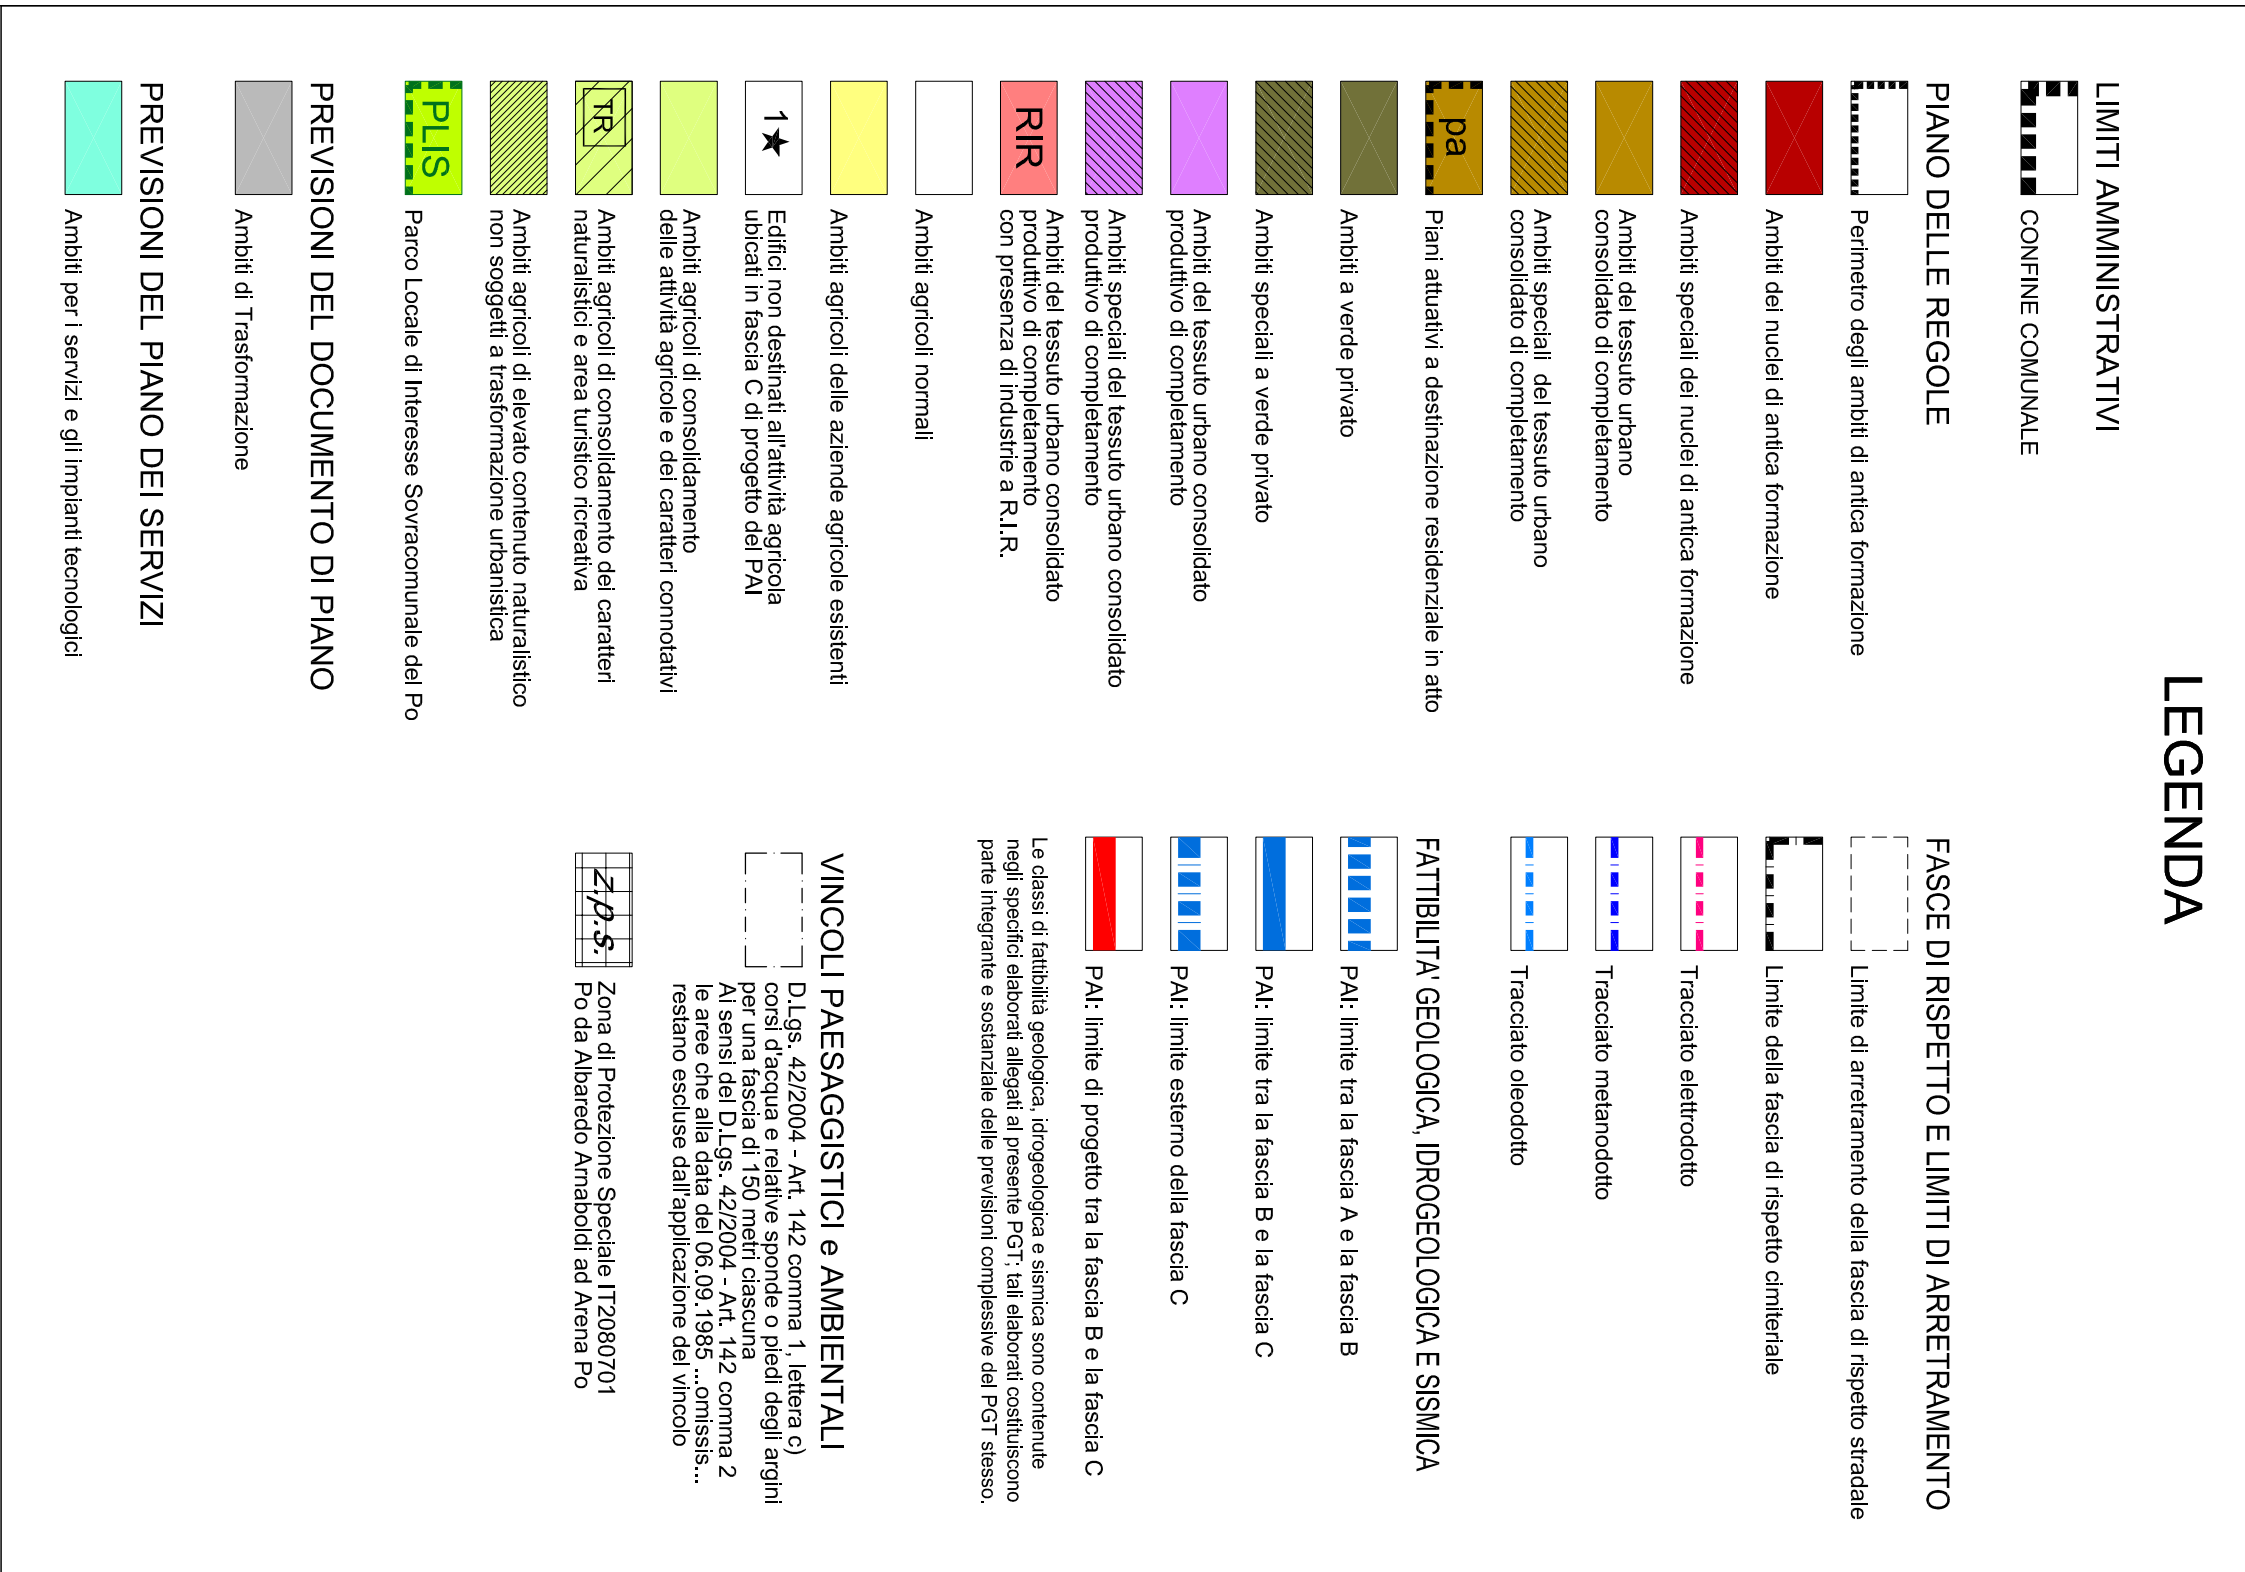 LEGENDA
LIMITI AMMINISTRATIVI
CONFINE COMUNALE
PIANO DELLE REGOLE
Perimetro degli ambiti di antica formazione
Ambiti dei nuclei di antica formazione
Ambiti speciali dei nuclei di antica formazione
Ambiti del tessuto urbano
consolidato di completamento
Ambiti speciali del tessuto urbano
consolidato di completamento
pa
Piani attuativi a destinazione residenziale in atto
Ambiti a verde privato
Ambiti speciali a verde privato
Ambiti del tessuto urbano consolidato
produttivo di completamento
Ambiti speciali del tessuto urbano consolidato
produttivo di completamento
RIR
Ambiti del tessuto urbano consolidato
produttivo di completamento
con presenza di industrie a R.I.R.
Ambiti agricoli normali
Ambiti agricoli delle aziende agricole esistenti
1★
Edifici non destinati all'attività agricola
ubicati in fascia C di progetto del PAI
Ambiti agricoli di consolidamento
delle attività agricole e dei caratteri connotativi
TR
Ambiti agricoli di consolidamento dei caratteri
naturalistici e area turistico ricreativa
Ambiti agricoli di elevato contenuto naturalistico
non soggetti a trasformazione urbanistica
PLIS
Parco Locale di Interesse Sovracomunale del Po
PREVISIONI DEL DOCUMENTO DI PIANO
Ambiti di Trasformazione
PREVISIONI DEL PIANO DEI SERVIZI
Ambiti per i servizi e gli impianti tecnologici
FASCE DI RISPETTO E LIMITI DI ARRETRAMENTO
Limite di arretramento della fascia di rispetto stradale
Limite della fascia di rispetto cimiteriale
Tracciato elettrodotto
Tracciato metanodotto
Tracciato oleodotto
FATTIBILITA' GEOLOGICA, IDROGEOLOGICA E SISMICA
PAI: limite tra la fascia A e la fascia B
PAI: limite tra la fascia B e la fascia C
PAI: limite esterno della fascia C
PAI: limite di progetto tra la fascia B e la fascia C
Le classi di fattibilità geologica, idrogeologica e sismica sono contenute
negli specifici elaborati allegati al presente PGT; tali elaborati costituiscono
parte integrante e sostanziale delle previsioni complessive del PGT stesso.
VINCOLI PAESAGGISTICI e AMBIENTALI
D.Lgs. 42/2004 - Art. 142 comma 1, lettera c)
corsi d'acqua e relative sponde o piedi degli argini
per una fascia di 150 metri ciascuna
Ai sensi del D.Lgs. 42/2004 - Art. 142 comma 2
le aree che alla data del 06.09.1985 ....omissis...
restano escluse dall'applicazione del vincolo
z.p.s.
Zona di Protezione Speciale IT2080701
Po da Albaredo Arnaboldi ad Arena Po